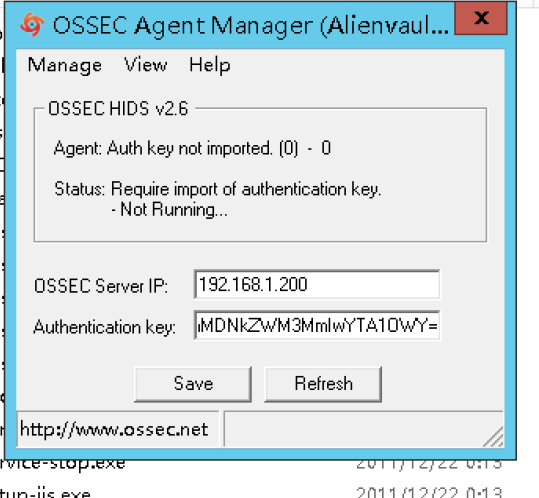 OSSEC Agent Manager (Alienvaul...
Manage View Help
OSSEC HIDS v2.6
Agent: Auth key not imported. (0) - 0
Status: Require import of authentication key.
- Not Running...
OSSEC Server IP: 192.168.1.200
Authentication key: MDNkZWM3MmIwYTA1OWY=
Save Refresh
http://www.ossec.net
rvice-stop.exe 2011/12/22 0:13
tup-iis.exe 2011/12/22 0:13